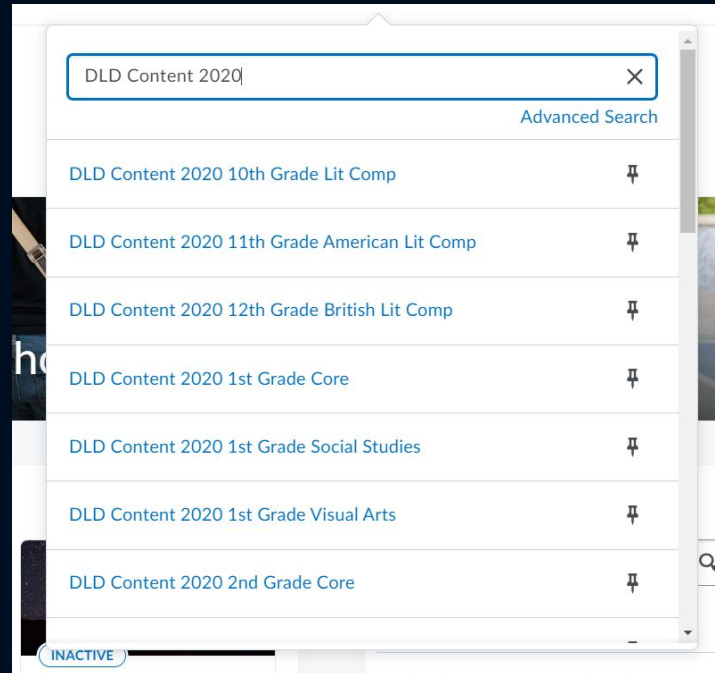 DLD Content 2020
Advanced Search
DLD Content 2020 10th Grade Lit Comp
DLD Content 2020 11th Grade American Lit Comp
DLD Content 2020 12th Grade British Lit Comp
DLD Content 2020 1st Grade Core
DLD Content 2020 1st Grade Social Studies
DLD Content 2020 1st Grade Visual Arts
DLD Content 2020 2nd Grade Core
INACTIVE